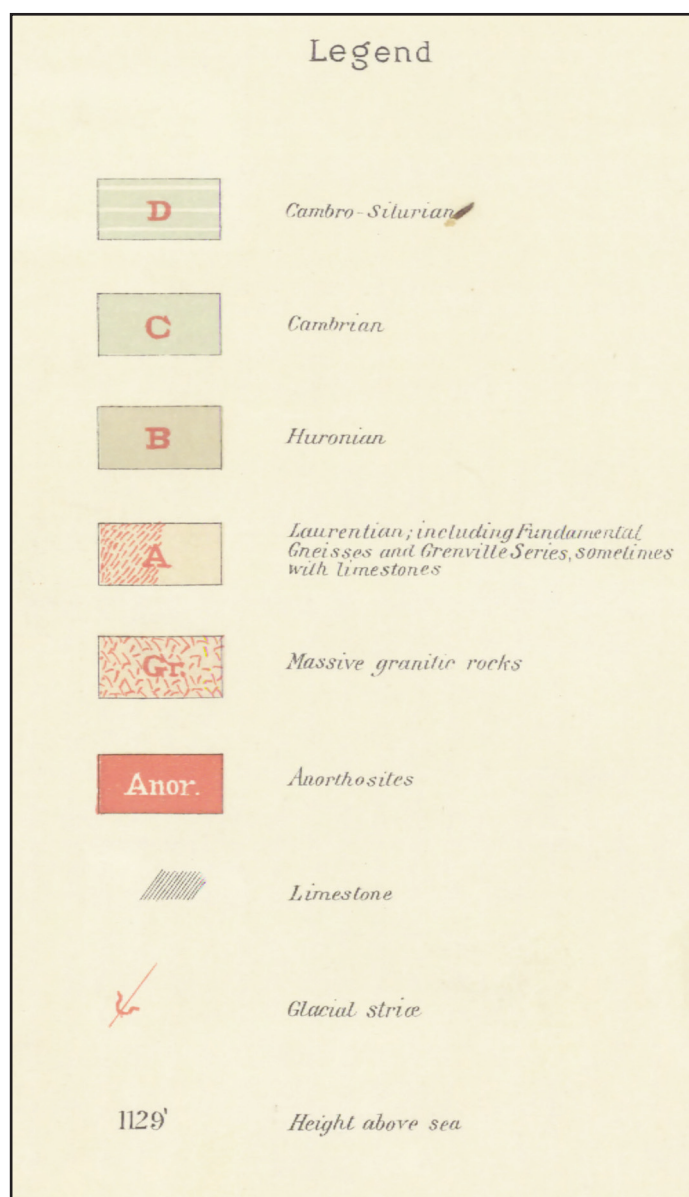 Legend
D Cambro-Silurian
C Cambrian
B Huronian
A Laurentian; including Fundamental
Gneisses and Grenville Series, sometimes
with limestones
Gr. Massive granitic rocks
Anor. Anorthosites
Limestone
Glacial striæ
1129' Height above sea